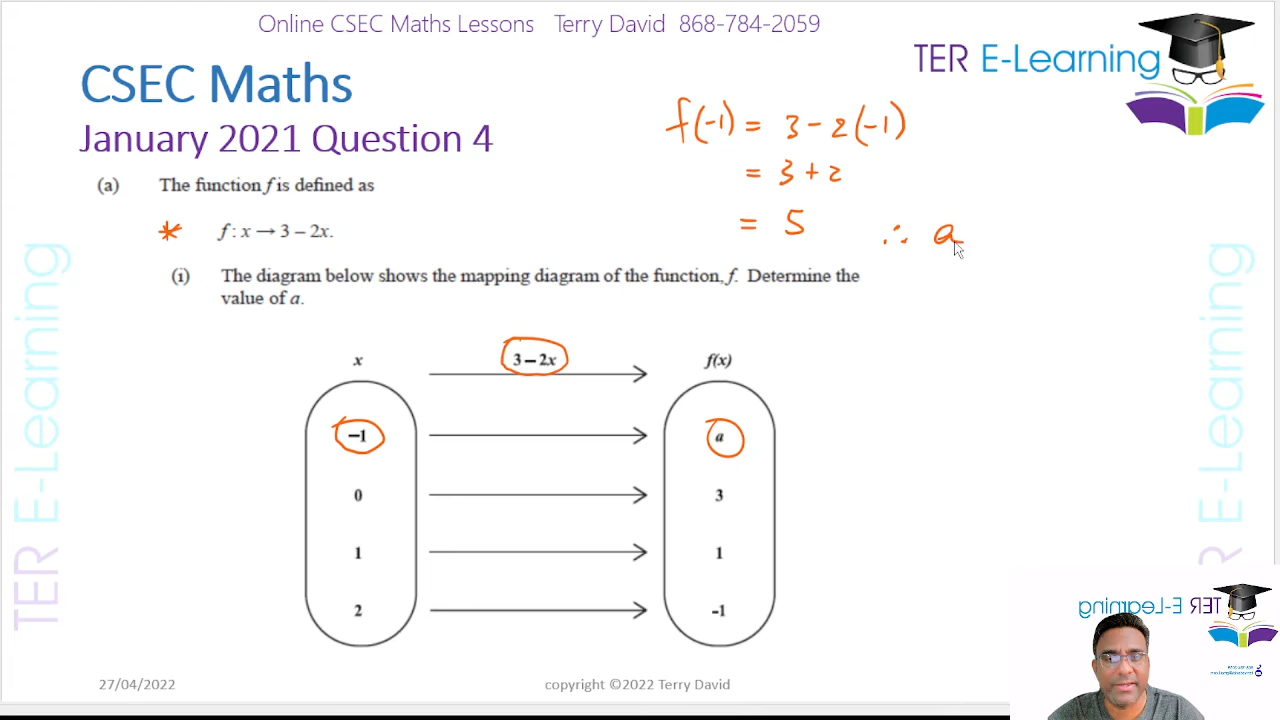 Online CSEC Maths Lessons Terry David 868-784-2059
TER E-Learning
CSEC Maths
January 2021 Question 4
f(-1) = 3 - 2(-1)
= 3 + 2
= 5 ∴ a
(a) The function f is defined as
* f : x → 3 – 2x.
(i) The diagram below shows the mapping diagram of the function, f. Determine the
value of a.
x 3 – 2x f(x)
–1 a
0 3
1 1
2 -1
TER E-Learning
TER E-Learning
TER E-Learning
27/04/2022 copyright ©2022 Terry David